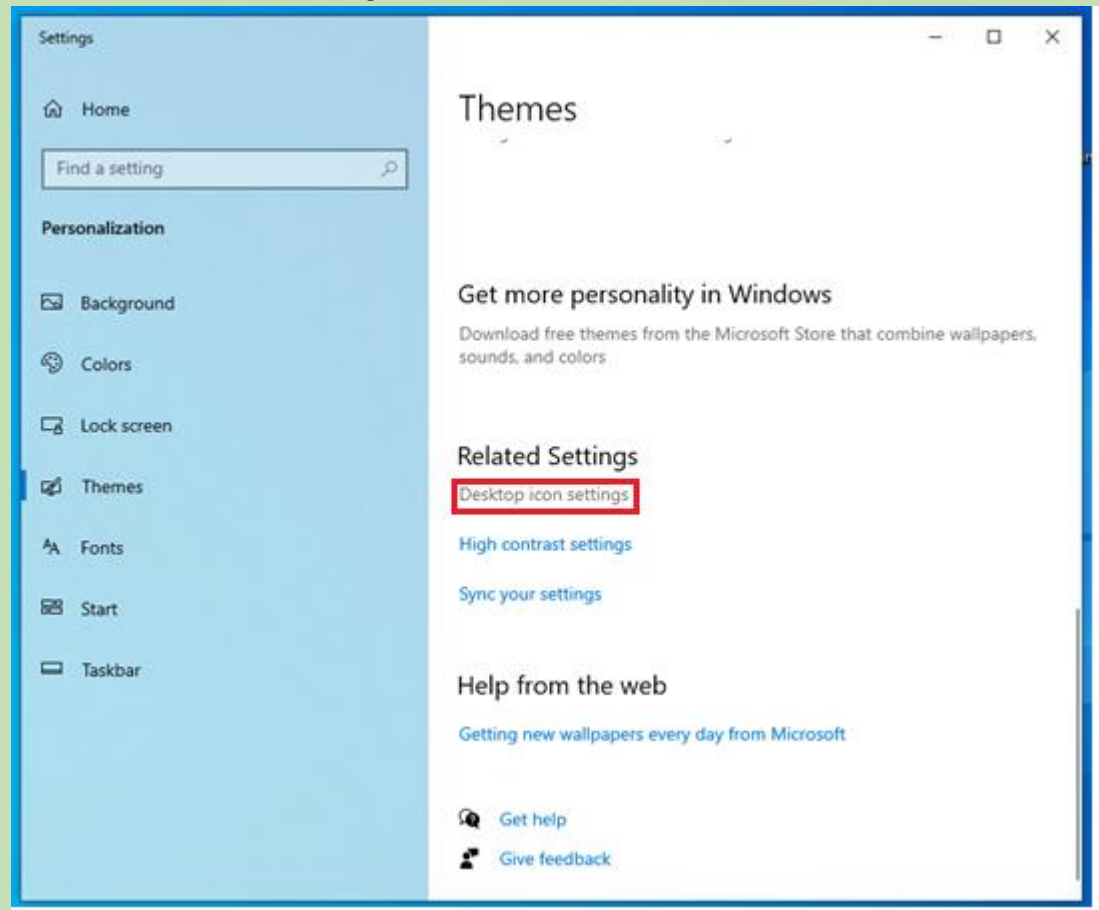 Settings
Home
Find a setting
Personalization
Background
Colors
Lock screen
Themes
Fonts
Start
Taskbar
Themes
Get more personality in Windows
Download free themes from the Microsoft Store that combine wallpapers,
sounds, and colors
Related Settings
Desktop icon settings
High contrast settings
Sync your settings
Help from the web
Getting new wallpapers every day from Microsoft
Get help
Give feedback